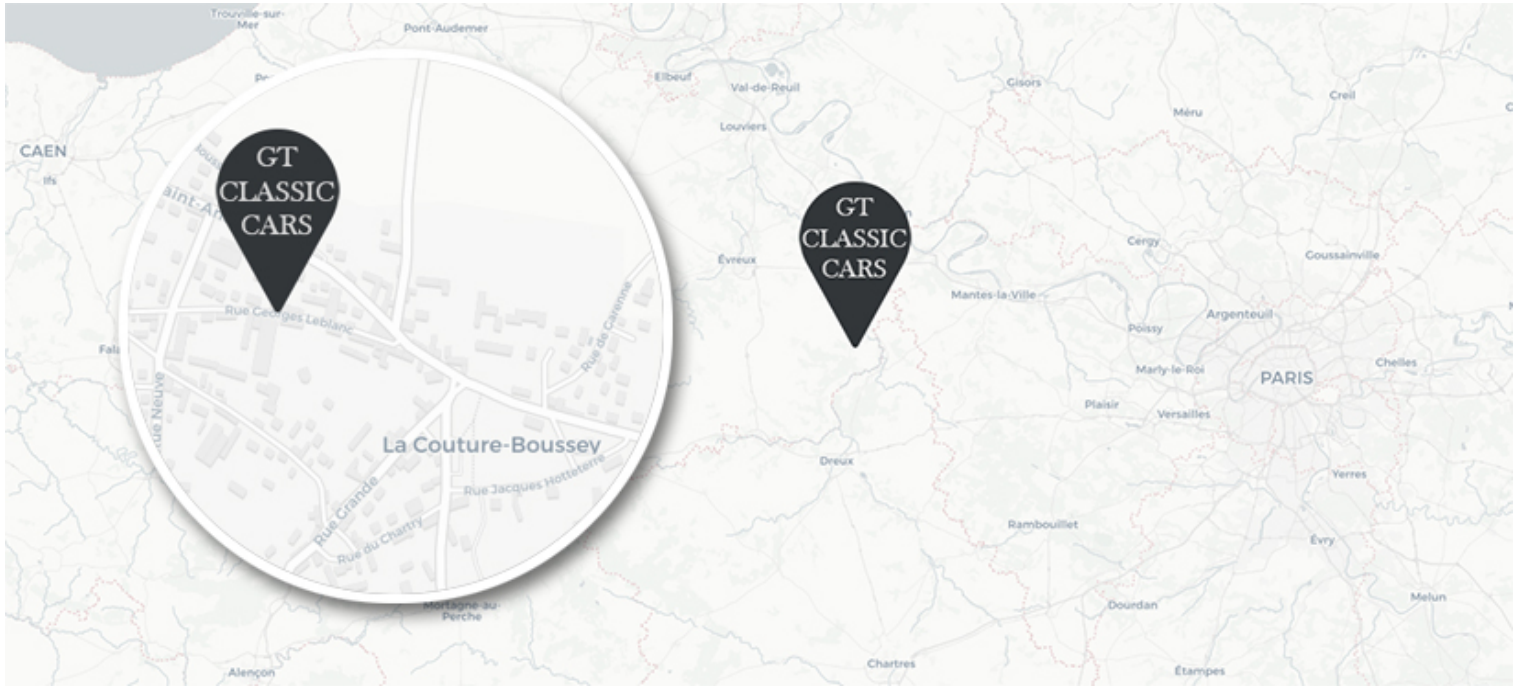 Trouville-sur-
Mer
Pont-Audemer
Elbeuf
Val-de-Reuil
Gisors
Creil
Méru
Louviers
CAEN
Ifs
GT
CLASSIC
CARS
Rue Georges Leblanc
Rue de Garenne
Rue Neuve
La Couture-Boussey
Rue Jacques Hotteterre
Rue Grande
Rue du Chartry
GT
CLASSIC
CARS
Évreux
Cergy
Goussainville
Mantes-la-Ville
Argenteuil
Poissy
Marly-le-Roi
Chelles
PARIS
Plaisir
Versailles
Dreux
Yerres
Rambouillet
Évry
Mortagne-au-
Perche
Dourdan
Melun
Alençon
Chartres
Étampes